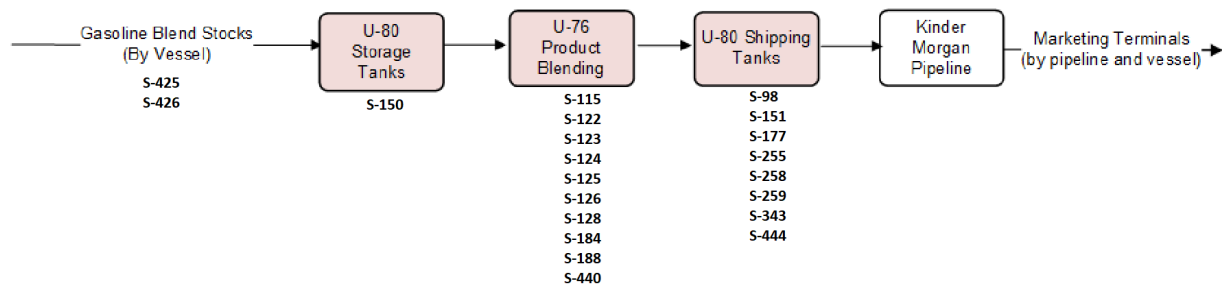 Gasoline Blend Stocks
(By Vessel)
S-425
S-426
U-80
Storage
Tanks
S-150
U-76
Product
Blending
S-115
S-122
S-123
S-124
S-125
S-126
S-128
S-184
S-188
S-440
U-80 Shipping
Tanks
S-98
S-151
S-177
S-255
S-258
S-259
S-343
S-444
Kinder
Morgan
Pipeline
Marketing Terminals
(by pipeline and vessel)